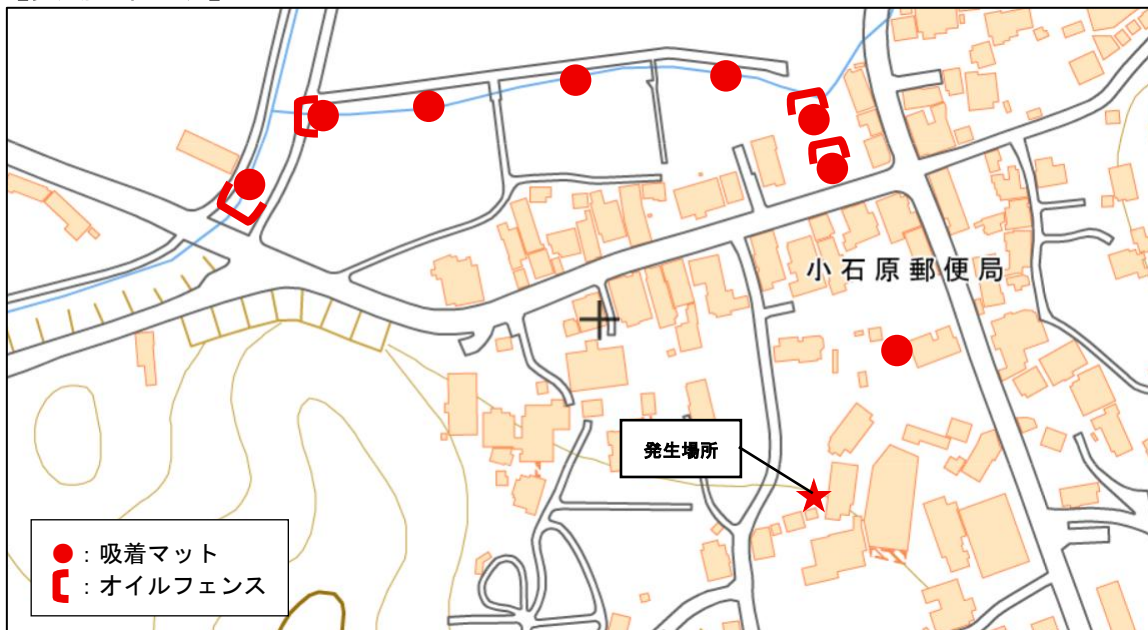 小石原郵便局
発生場所
：吸着マット
：オイルフェンス